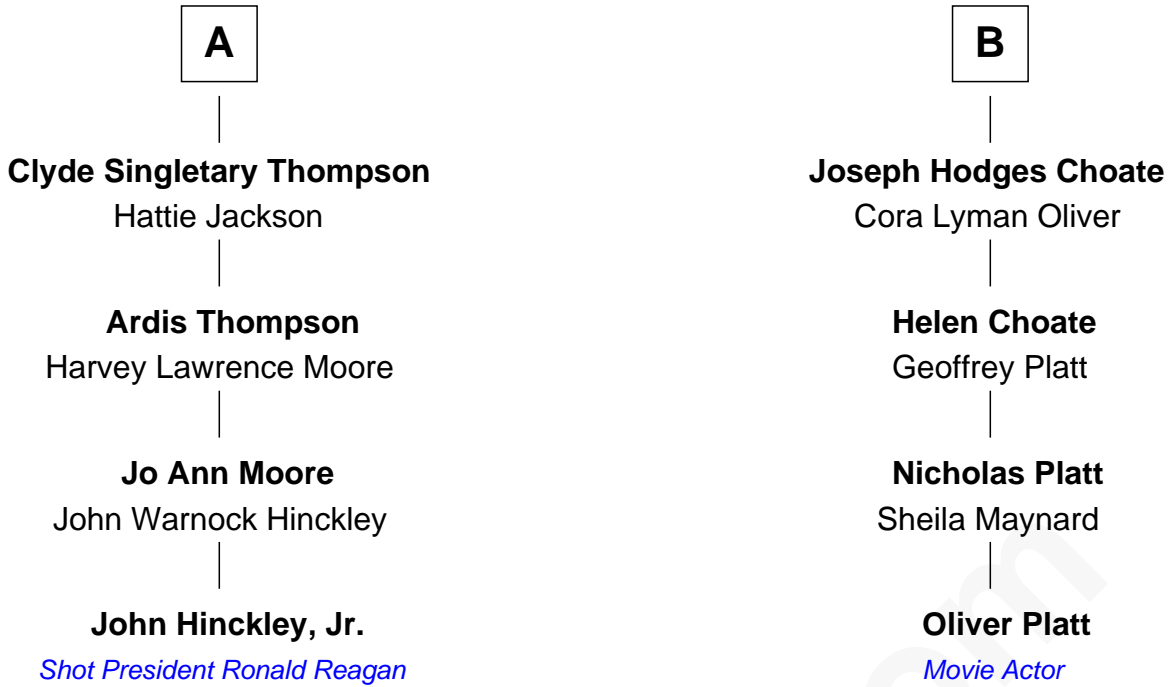 A
Clyde Singletary Thompson
Hattie Jackson
Ardis Thompson
Harvey Lawrence Moore
Jo Ann Moore
John Warnock Hinckley
John Hinckley, Jr.
Shot President Ronald Reagan
B
Joseph Hodges Choate
Cora Lyman Oliver
Helen Choate
Geoffrey Platt
Nicholas Platt
Sheila Maynard
Oliver Platt
Movie Actor